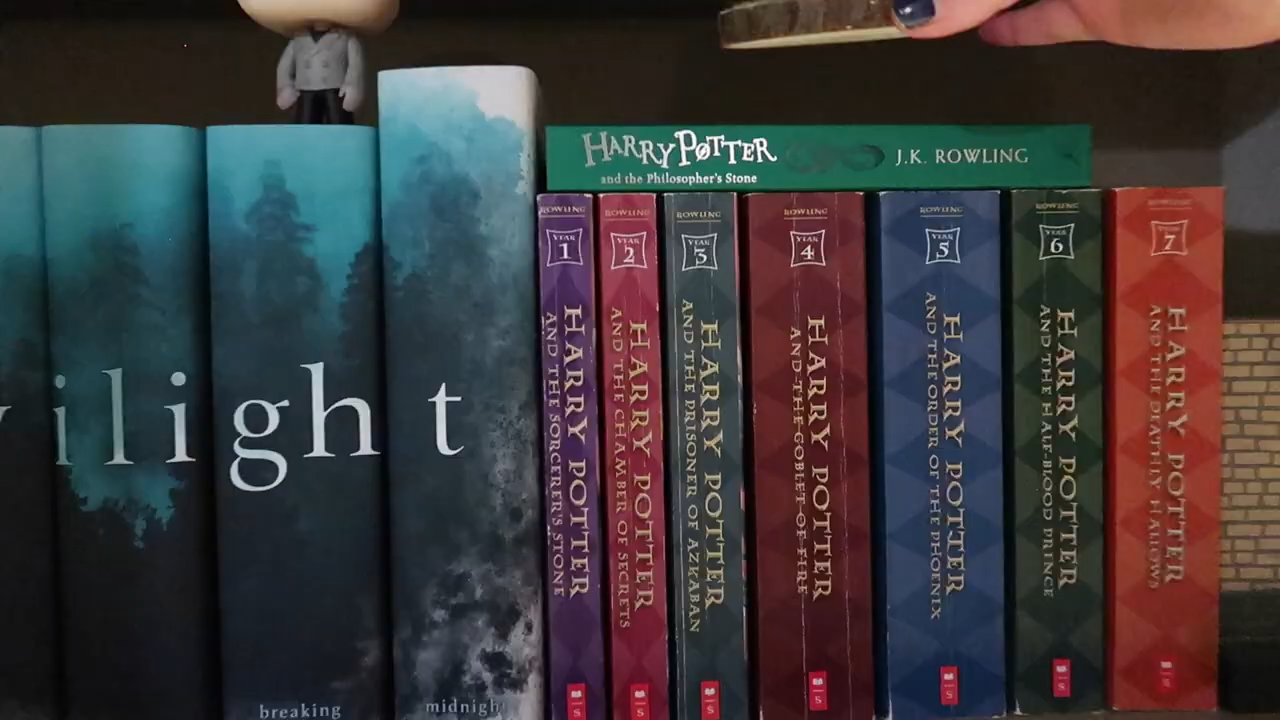 ilight
breaking
midnight
HARRY POTTER
and the Philosopher's Stone
J.K. ROWLING
ROWLING
YEAR
1
HARRY POTTER
AND THE SORCERER'S STONE
S
ROWLING
YEAR
2
HARRY POTTER
AND THE CHAMBER OF SECRETS
S
ROWLING
YEAR
3
HARRY POTTER
AND THE PRISONER OF AZKABAN
S
ROWLING
YEAR
4
HARRY POTTER
AND THE GOBLET OF FIRE
S
ROWLING
YEAR
5
HARRY POTTER
AND THE ORDER OF THE PHOENIX
S
ROWLING
YEAR
6
HARRY POTTER
AND THE HALF-BLOOD PRINCE
S
ROWLING
YEAR
7
HARRY POTTER
AND THE DEATHLY HALLOWS
S